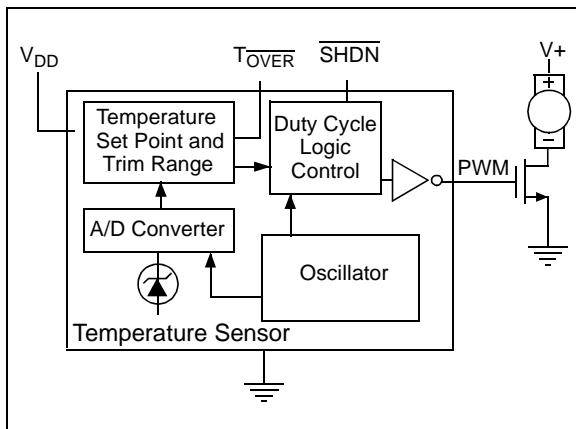 V+
VDD
TOVER
SHDN
+
Temperature
Set Point and
Trim Range
Duty Cycle
Logic
Control
–
PWM
A/D Converter
Oscillator
Temperature Sensor